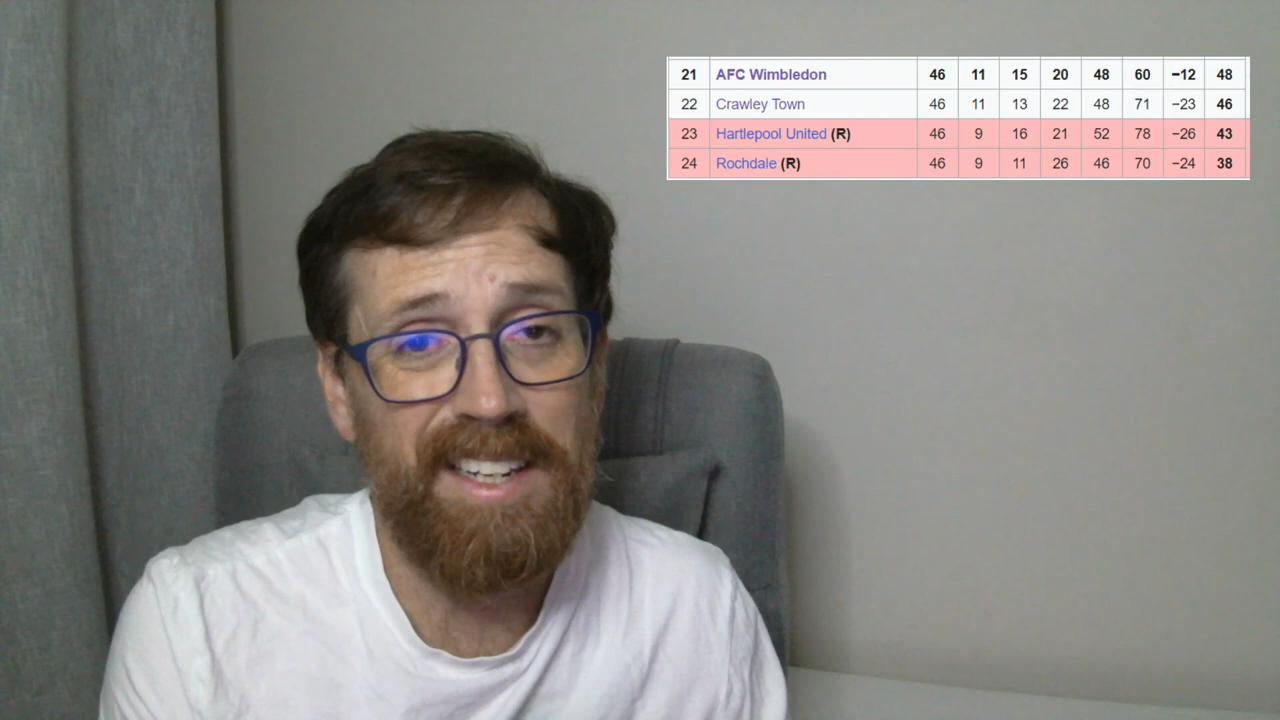 21 AFC Wimbledon 46 11 15 20 48 60 −12 48
22 Crawley Town 46 11 13 22 48 71 −23 46
23 Hartlepool United (R) 46 9 16 21 52 78 −26 43
24 Rochdale (R) 46 9 11 26 46 70 −24 38